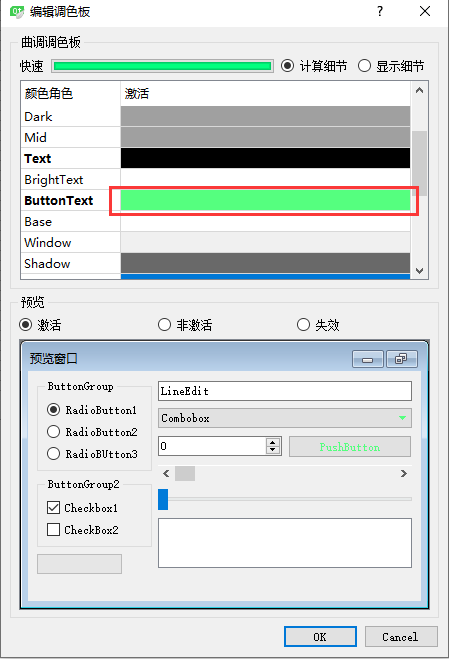 编辑调色板
曲调调色板
快速 计算细节 显示细节
颜色角色 激活
Dark
Mid
Text
BrightText
ButtonText
Base
Window
Shadow
预览
激活 非激活 失效
预览窗口
ButtonGroup
RadioButton1
RadioButton2
RadioBUtton3
ButtonGroup2
Checkbox1
CheckBox2
LineEdit
Combobox
0 PushButton
OK Cancel